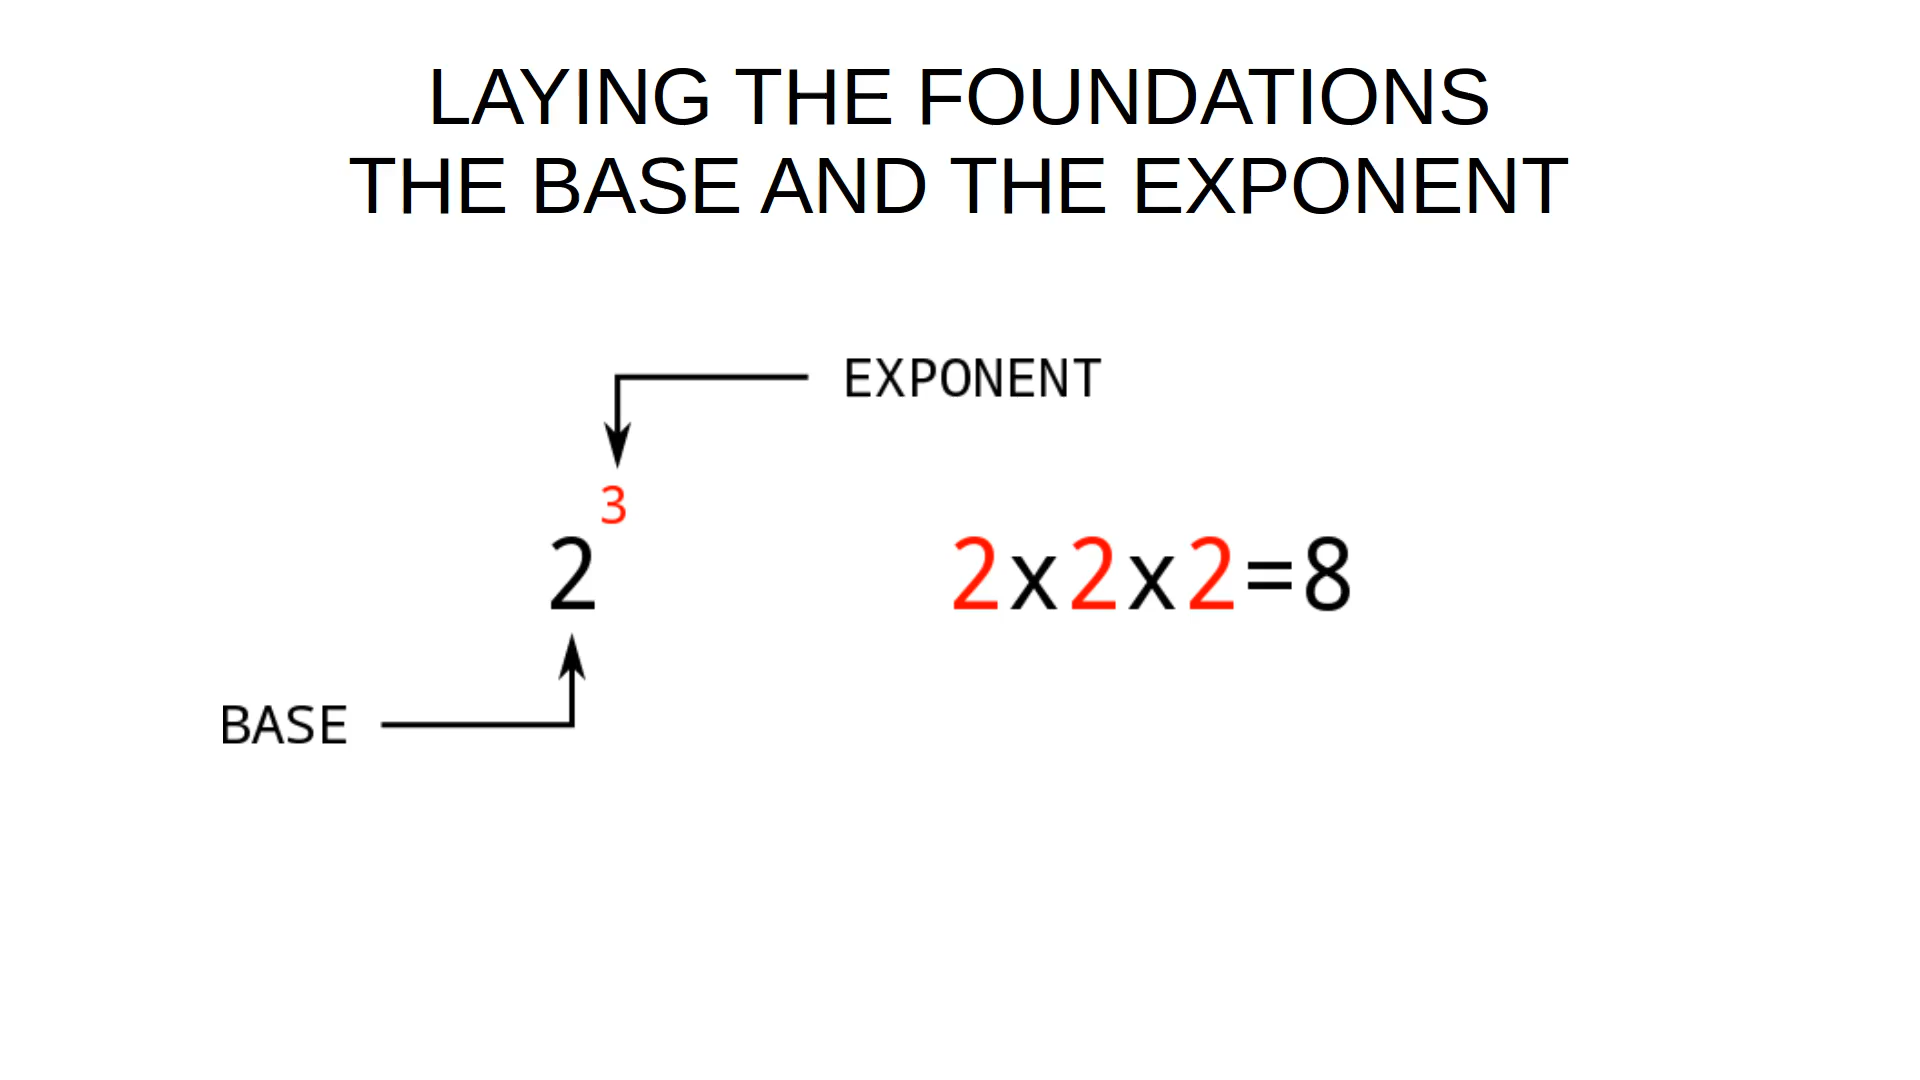 LAYING THE FOUNDATIONS
THE BASE AND THE EXPONENT
EXPONENT
3
2
2x2x2=8
BASE